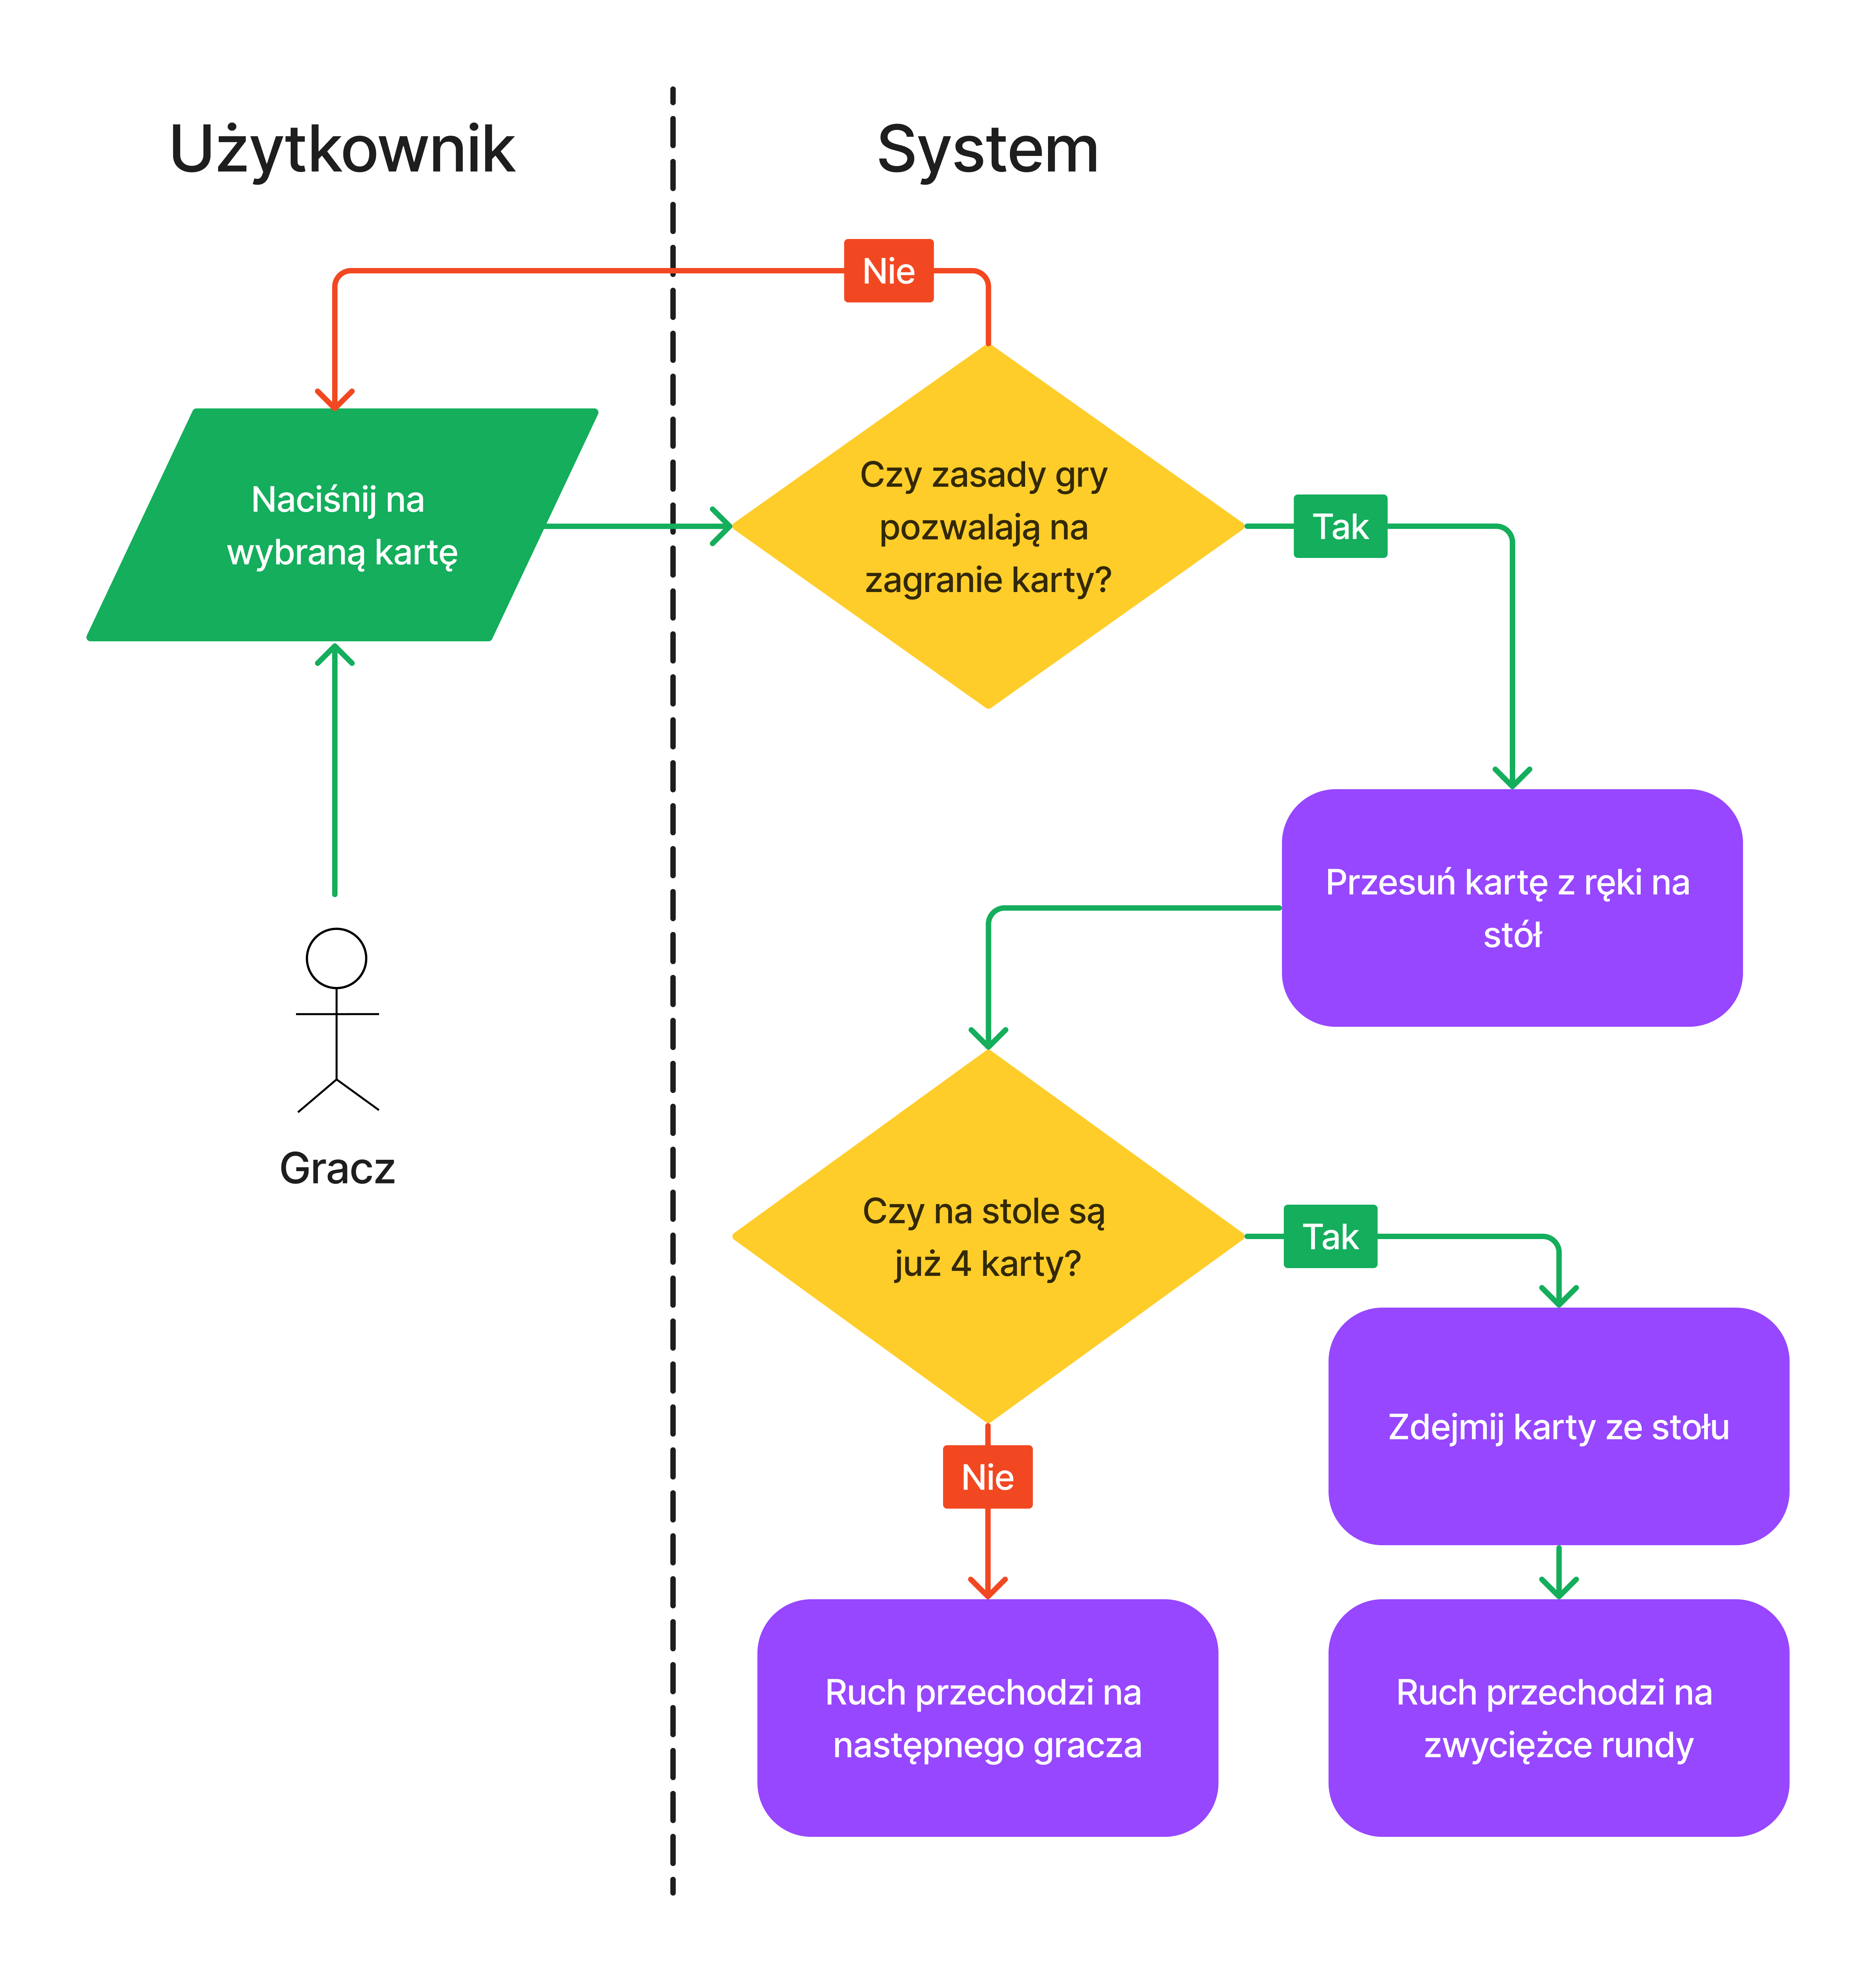 Użytkownik
System
Nie
Naciśnij na
wybraną kartę
Czy zasady gry
pozwalają na
zagranie karty?
Tak
Przesuń kartę z ręki na
stół
Gracz
Czy na stole są
już 4 karty?
Tak
Zdejmij karty ze stołu
Nie
Ruch przechodzi na
następnego gracza
Ruch przechodzi na
zwycięzce rundy